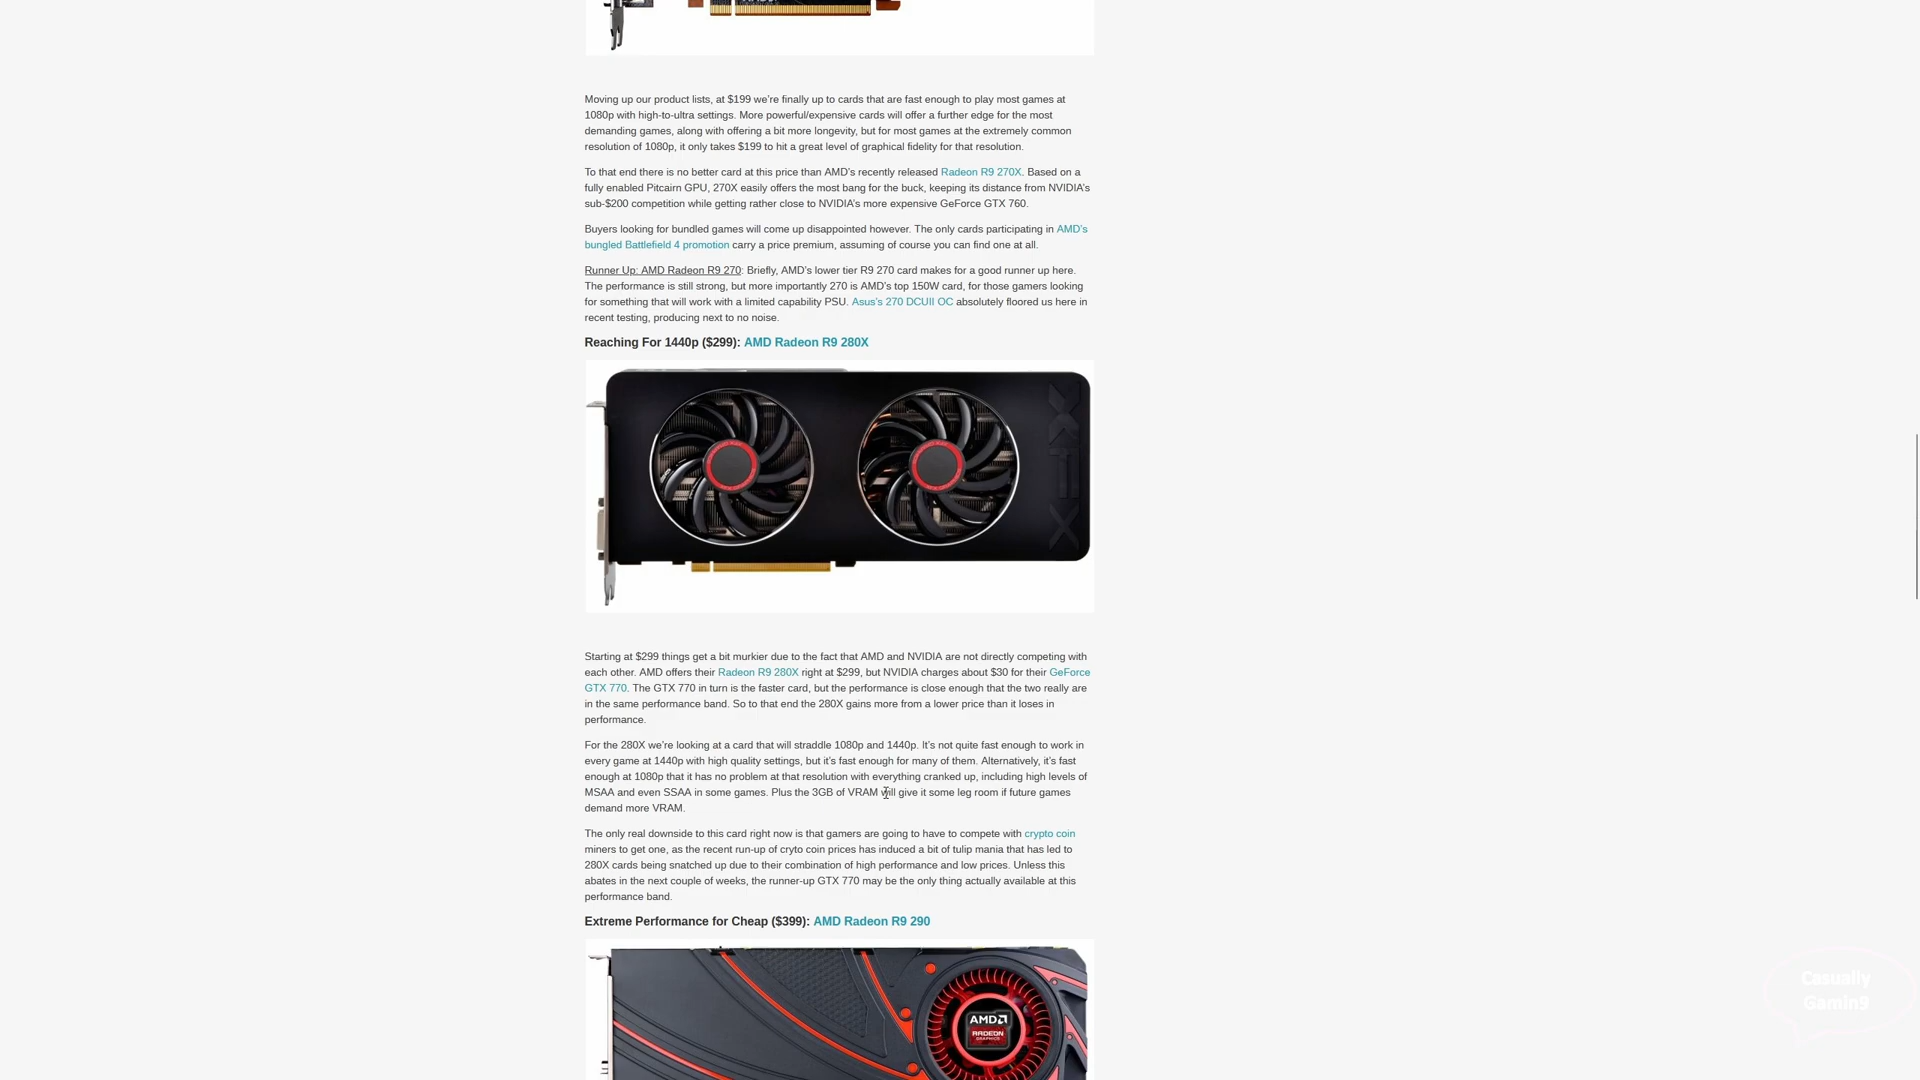 Moving up our product lists, at $199 we're finally up to cards that are fast enough to play most games at
1080p with high-to-ultra settings. More powerful/expensive cards will offer a further edge for the most
demanding games, along with offering a bit more longevity, but for most games at the extremely common
resolution of 1080p, it only takes $199 to hit a great level of graphical fidelity for that resolution.
To that end there is no better card at this price than AMD's recently released Radeon R9 270X. Based on a
fully enabled Pitcairn GPU, 270X easily offers the most bang for the buck, keeping its distance from NVIDIA's
sub-$200 competition while getting rather close to NVIDIA's more expensive GeForce GTX 760.
Buyers looking for bundled games will come up disappointed however. The only cards participating in AMD's
bungled Battlefield 4 promotion carry a price premium, assuming of course you can find one at all.
Runner Up: AMD Radeon R9 270: Briefly, AMD's lower tier R9 270 card makes for a good runner up here.
The performance is still strong, but more importantly 270 is AMD's top 150W card, for those gamers looking
for something that will work with a limited capability PSU. Asus's 270 DCUII OC absolutely floored us here in
recent testing, producing next to no noise.
Reaching For 1440p ($299): AMD Radeon R9 280X
XFX
Starting at $299 things get a bit murkier due to the fact that AMD and NVIDIA are not directly competing with
each other. AMD offers their Radeon R9 280X right at $299, but NVIDIA charges about $30 for their GeForce
GTX 770. The GTX 770 in turn is the faster card, but the performance is close enough that the two really are
in the same performance band. So to that end the 280X gains more from a lower price than it loses in
performance.
For the 280X we're looking at a card that will straddle 1080p and 1440p. It's not quite fast enough to work in
every game at 1440p with high quality settings, but it's fast enough for many of them. Alternatively, it's fast
enough at 1080p that it has no problem at that resolution with everything cranked up, including high levels of
MSAA and even SSAA in some games. Plus the 3GB of VRAM will give it some leg room if future games
demand more VRAM.
The only real downside to this card right now is that gamers are going to have to compete with crypto coin
miners to get one, as the recent run-up of cryto coin prices has induced a bit of tulip mania that has led to
280X cards being snatched up due to their combination of high performance and low prices. Unless this
abates in the next couple of weeks, the runner-up GTX 770 may be the only thing actually available at this
performance band.
Extreme Performance for Cheap ($399): AMD Radeon R9 290
AMD
RADEON
GRAPHICS
Casually
Gamin9